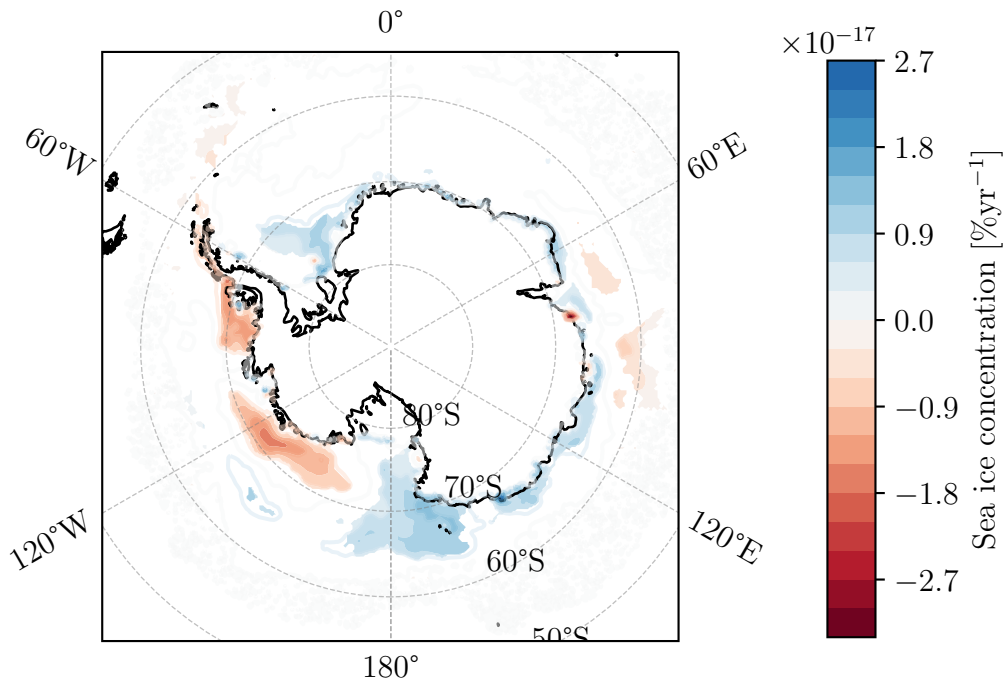 0°
×10⁻¹⁷
2.7
60°W
60°E
1.8
0.9
0.0
80°S
−0.9
70°S
−1.8
120°W
120°E
60°S
−2.7
50°S
180°
Sea ice concentration [%yr⁻¹]